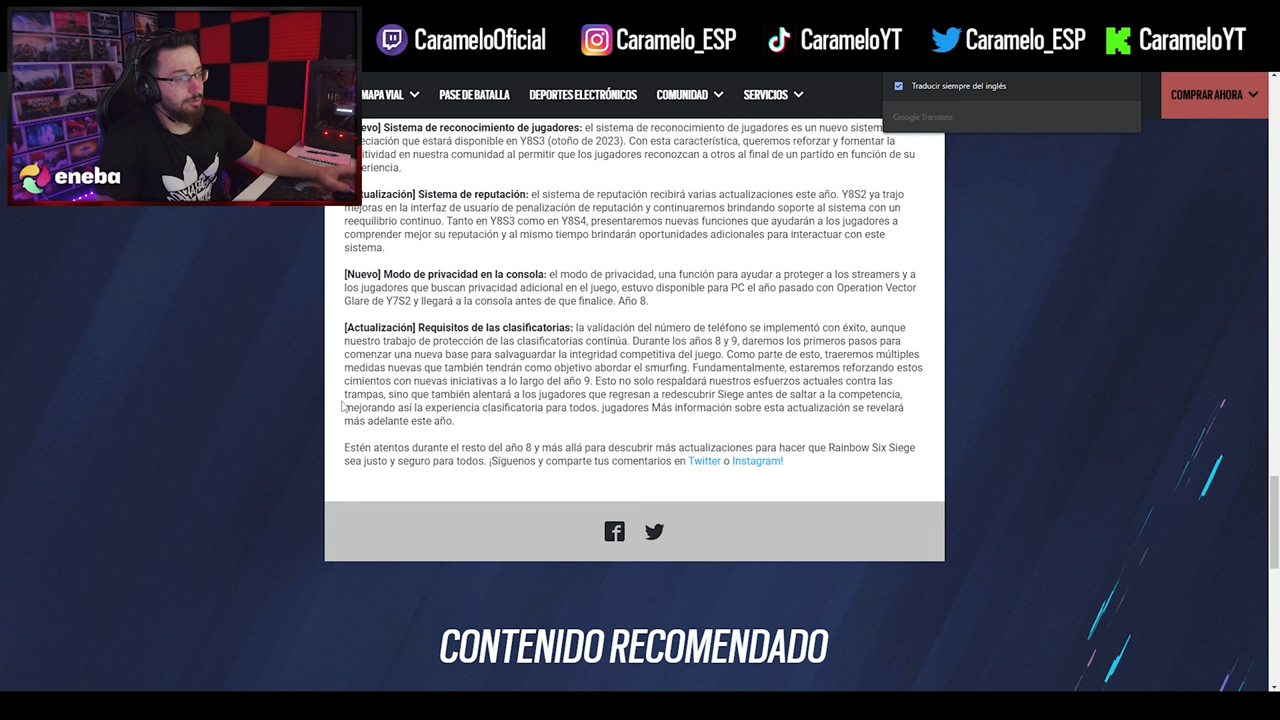 CarameloOficial
Caramelo_ESP
CarameloYT
Caramelo_ESP
CarameloYT
eneba
adidas
Traducir siempre del inglés
Google Translate
MAPA VIAL
PASE DE BATALLA
DEPORTES ELECTRÓNICOS
COMUNIDAD
SERVICIOS
COMPRAR AHORA
evo] Sistema de reconocimiento de jugadores: el sistema de reconocimiento de jugadores es un nuevo sistem
eciación que estará disponible en Y8S3 (otoño de 2023). Con esta característica, queremos reforzar y fomentar la
itividad en nuestra comunidad al permitir que los jugadores reconozcan a otros al final de un partido en función de su
eriencia.
tualización] Sistema de reputación: el sistema de reputación recibirá varias actualizaciones este año. Y8S2 ya trajo
mejoras en la interfaz de usuario de penalización de reputación y continuaremos brindando soporte al sistema con un
reequilibrio continuo. Tanto en Y8S3 como en Y8S4, presentaremos nuevas funciones que ayudarán a los jugadores a
comprender mejor su reputación y al mismo tiempo brindarán oportunidades adicionales para interactuar con este
sistema.
[Nuevo] Modo de privacidad en la consola: el modo de privacidad, una función para ayudar a proteger a los streamers y a
los jugadores que buscan privacidad adicional en el juego, estuvo disponible para PC el año pasado con Operation Vector
Glare de Y7S2 y llegará a la consola antes de que finalice. Año 8.
[Actualización] Requisitos de las clasificatorias: la validación del número de teléfono se implementó con éxito, aunque
nuestro trabajo de protección de las clasificatorias continúa. Durante los años 8 y 9, daremos los primeros pasos para
comenzar una nueva base para salvaguardar la integridad competitiva del juego. Como parte de esto, traeremos múltiples
medidas nuevas que también tendrán como objetivo abordar el smurfing. Fundamentalmente, estaremos reforzando estos
cimientos con nuevas iniciativas a lo largo del año 9. Esto no solo respaldará nuestros esfuerzos actuales contra las
trampas, sino que también alentará a los jugadores que regresan a redescubrir Siege antes de saltar a la competencia,
mejorando así la experiencia clasificatoria para todos. jugadores Más información sobre esta actualización se revelará
más adelante este año.
Estén atentos durante el resto del año 8 y más allá para descubrir más actualizaciones para hacer que Rainbow Six Siege
sea justo y seguro para todos. ¡Síguenos y comparte tus comentarios en Twitter o Instagram!
CONTENIDO RECOMENDADO